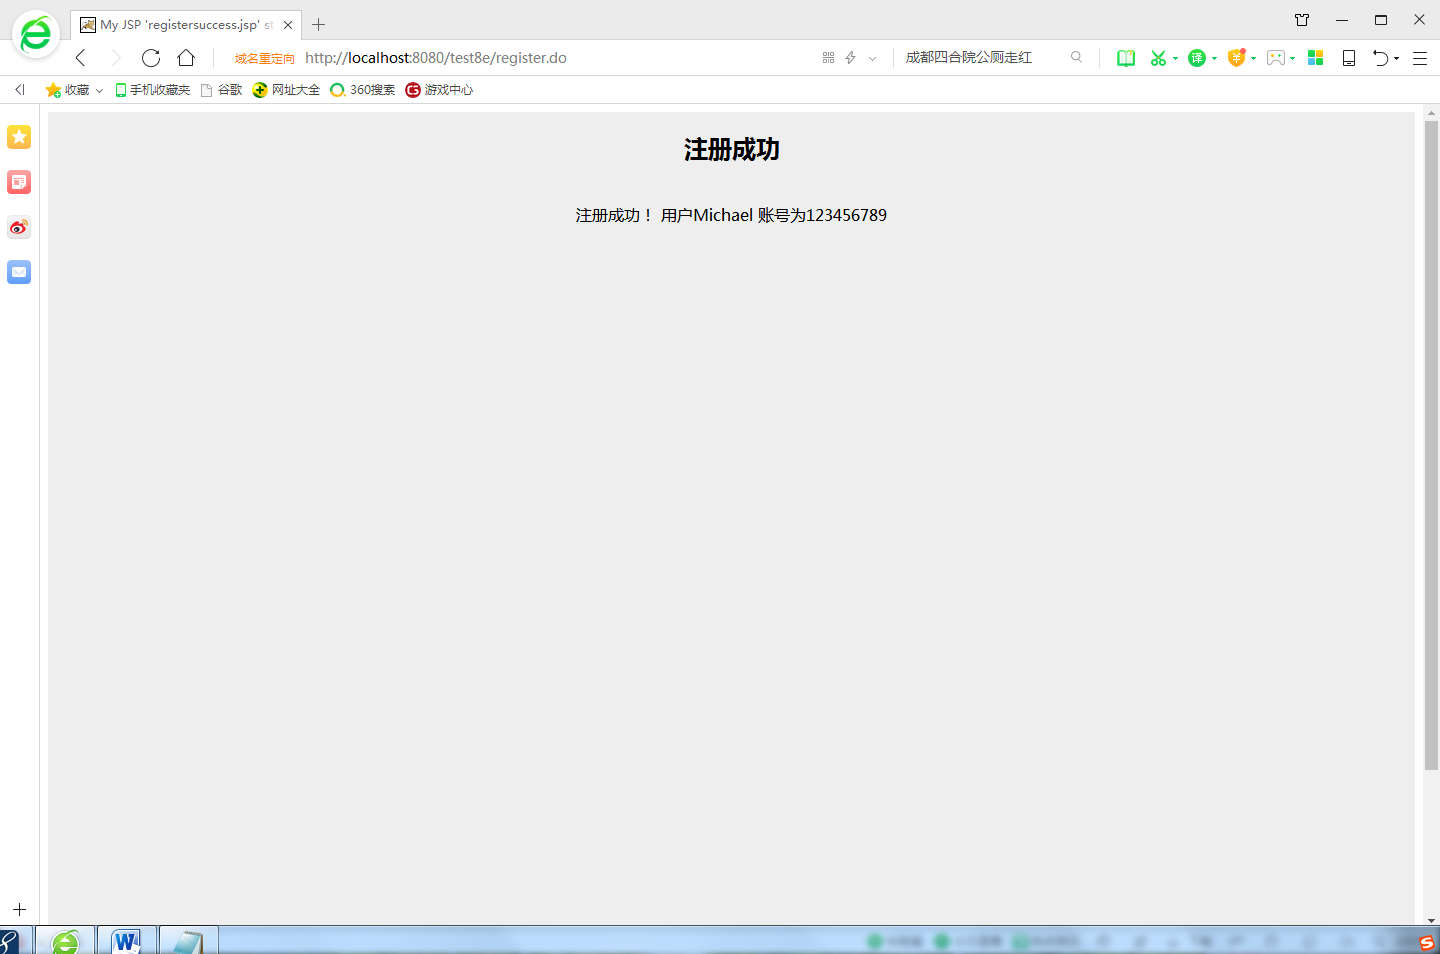 My JSP 'registersuccess.jsp' st
域名重定向 http://localhost:8080/test8e/register.do
成都四合院公厕走红
译
收藏 手机收藏夹 谷歌 网址大全 360搜索 游戏中心
注册成功
注册成功！ 用户Michael 账号为123456789